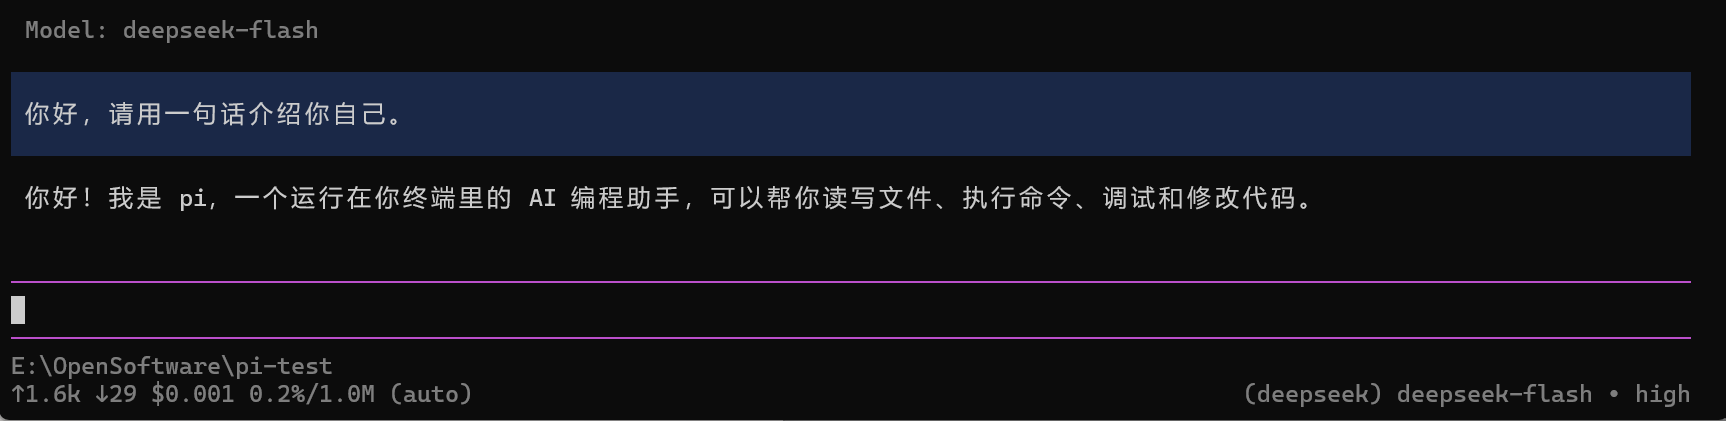 Model: deepseek-flash
你好，请用一句话介绍你自己。
你好！我是 pi，一个运行在你终端里的 AI 编程助手，可以帮你读写文件、执行命令、调试和修改代码。
E:\OpenSoftware\pi-test
↑1.6k ↓29 $0.001 0.2%/1.0M (auto) (deepseek) deepseek-flash • high